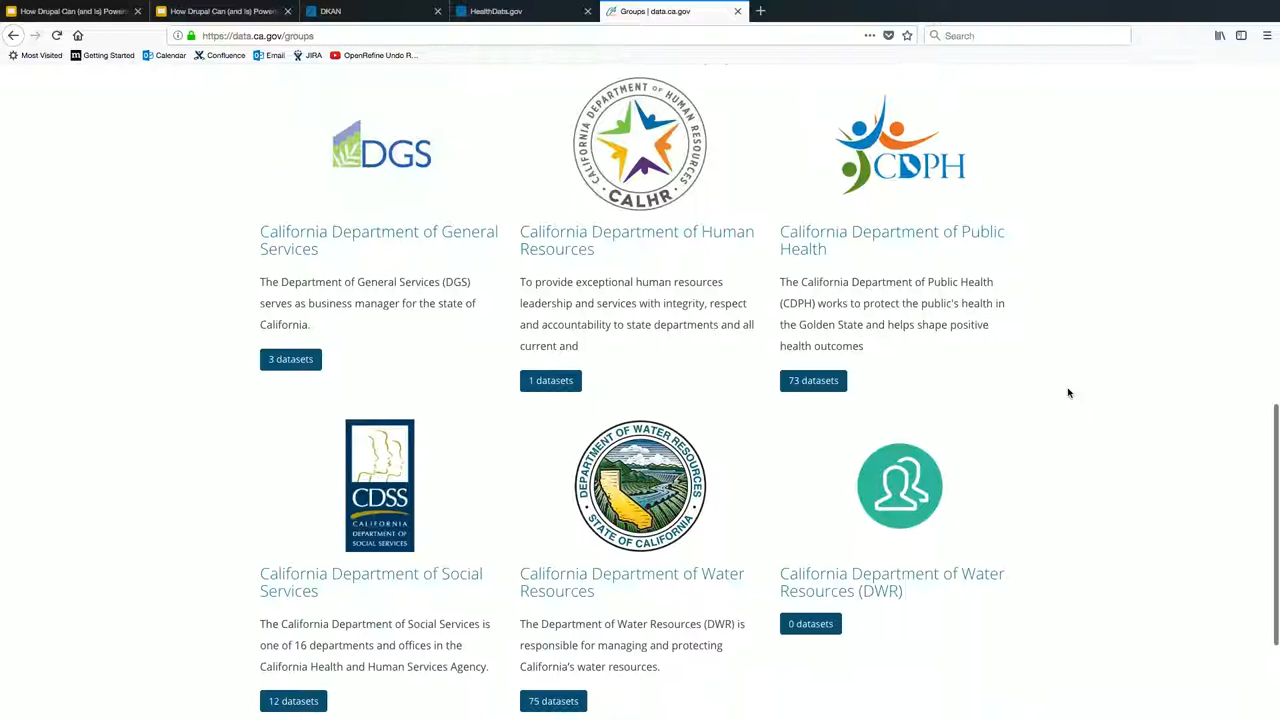 How Drupal Can (and Is) Power
How Drupal Can (and Is) Power
DKAN
HealthData.gov
Groups | data.ca.gov
https://data.ca.gov/groups
Search
Most Visited
Getting Started
Calendar
Confluence
Email
JIRA
OpenRefine Undo R...
DGS
CALIFORNIA DEPARTMENT OF HUMAN RESOURCES
CALHR
CDPH
California Department of General
Services
The Department of General Services (DGS)
serves as business manager for the state of
California.
3 datasets
California Department of Human
Resources
To provide exceptional human resources
leadership and services with integrity, respect
and accountability to state departments and all
current and
1 datasets
California Department of Public
Health
The California Department of Public Health
(CDPH) works to protect the public's health in
the Golden State and helps shape positive
health outcomes
73 datasets
CDSS
CALIFORNIA
DEPARTMENT OF
SOCIAL SERVICES
DEPARTMENT OF WATER RESOURCES
STATE OF CALIFORNIA
California Department of Social
Services
The California Department of Social Services is
one of 16 departments and offices in the
California Health and Human Services Agency.
12 datasets
California Department of Water
Resources
The Department of Water Resources (DWR) is
responsible for managing and protecting
California's water resources.
75 datasets
California Department of Water
Resources (DWR)
0 datasets